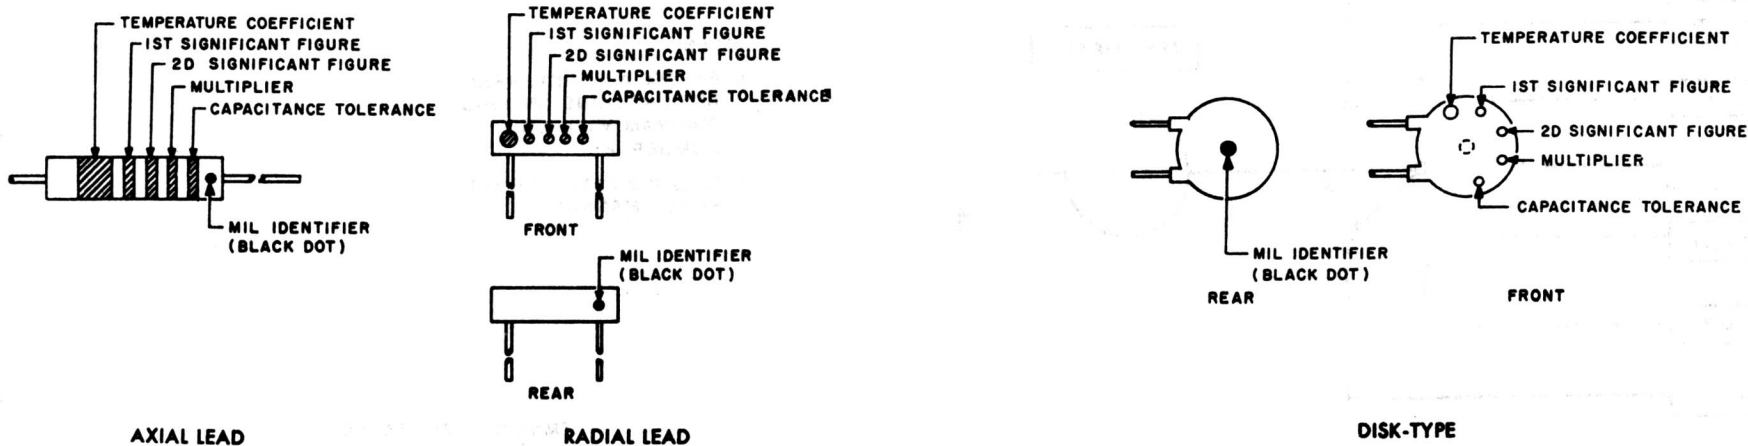 TEMPERATURE COEFFICIENT
1ST SIGNIFICANT FIGURE
2D SIGNIFICANT FIGURE
MULTIPLIER
CAPACITANCE TOLERANCE
MIL IDENTIFIER
(BLACK DOT)
AXIAL LEAD
TEMPERATURE COEFFICIENT
1ST SIGNIFICANT FIGURE
2D SIGNIFICANT FIGURE
MULTIPLIER
CAPACITANCE TOLERANCE
FRONT
MIL IDENTIFIER
(BLACK DOT)
REAR
RADIAL LEAD
MIL IDENTIFIER
(BLACK DOT)
REAR
TEMPERATURE COEFFICIENT
1ST SIGNIFICANT FIGURE
2D SIGNIFICANT FIGURE
MULTIPLIER
CAPACITANCE TOLERANCE
FRONT
DISK-TYPE